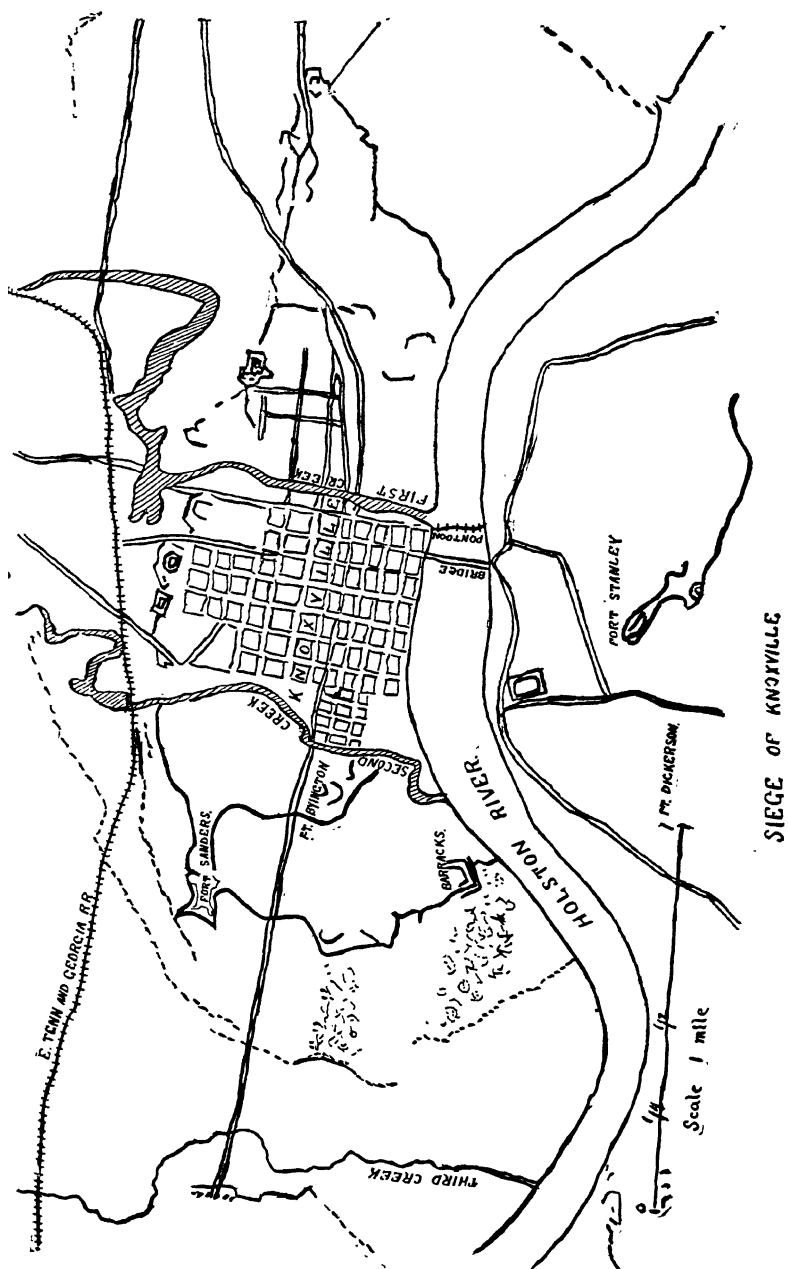 SIEGE OF KNOXVILLE
E. TENN AND GEORGIA RR
FORT SANDERS.
FT. BYINGTON
SECOND CREEK
FIRST CREEK
THIRD CREEK
KNOXVILLE
PONTOON
BRIDGE
BARRACKS.
HOLSTON RIVER.
FORT STANLEY
FT. DICKERSON.
0 1/4 1/2 1
Scale 1 mile